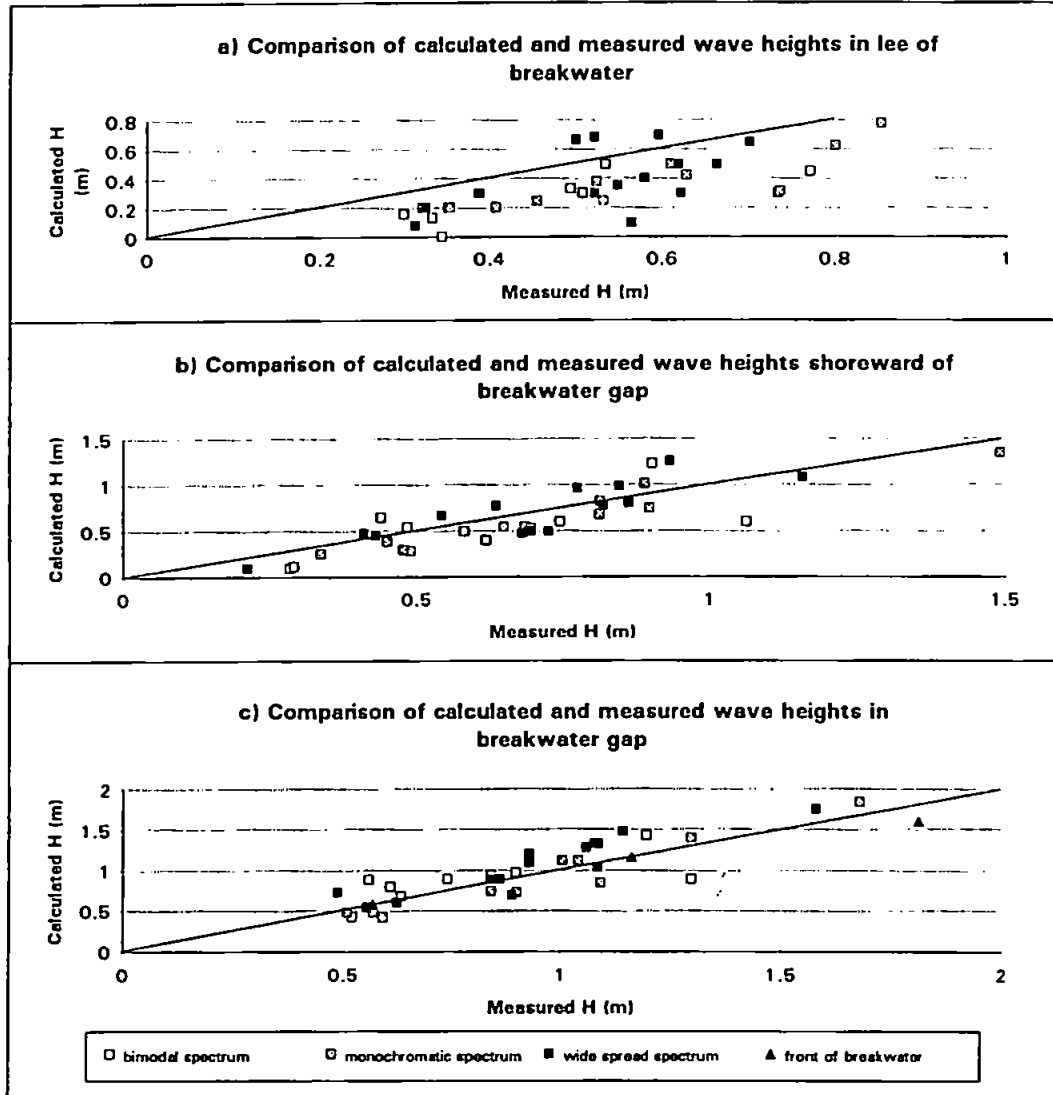 a) Comparison of calculated and measured wave heights in lee of
breakwater
Calculated H
(m)
0.8
0.6
0.4
0.2
0
0 0.2 0.4 0.6 0.8 1
Measured H (m)
b) Comparison of calculated and measured wave heights shoreward of
breakwater gap
Calculated H (m)
1.5
1
0.5
0
0 0.5 1 1.5
Measured H (m)
c) Comparison of calculated and measured wave heights in
breakwater gap
Calculated H (m)
2
1.5
1
0.5
0
0 0.5 1 1.5 2
Measured H (m)
bimodal spectrum monochromatic spectrum wide spread spectrum front of breakwater